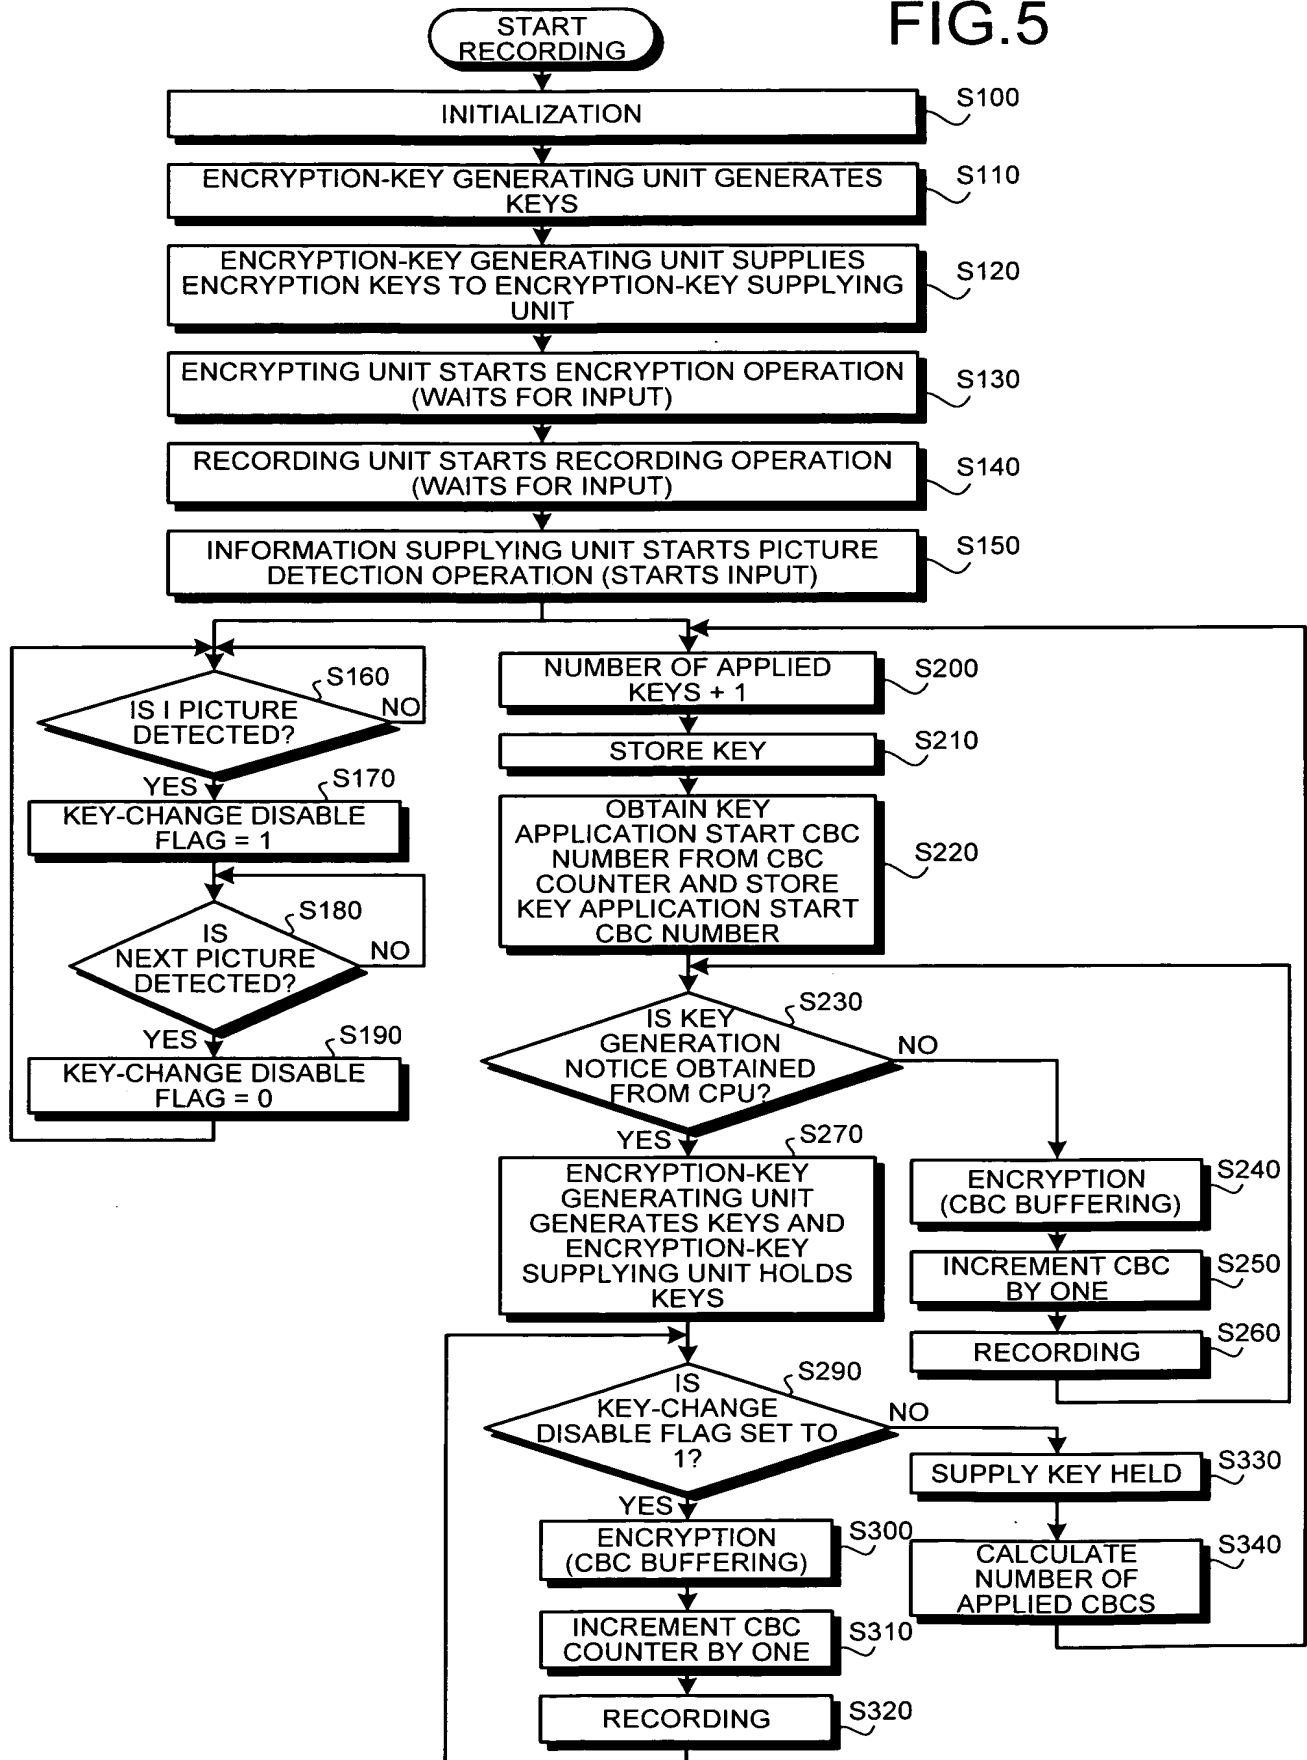 FIG.5
START
RECORDING
INITIALIZATION
S100
ENCRYPTION-KEY GENERATING UNIT GENERATES
KEYS
S110
ENCRYPTION-KEY GENERATING UNIT SUPPLIES
ENCRYPTION KEYS TO ENCRYPTION-KEY SUPPLYING
UNIT
S120
ENCRYPTING UNIT STARTS ENCRYPTION OPERATION
(WAITS FOR INPUT)
S130
RECORDING UNIT STARTS RECORDING OPERATION
(WAITS FOR INPUT)
S140
INFORMATION SUPPLYING UNIT STARTS PICTURE
DETECTION OPERATION (STARTS INPUT)
S150
S160
IS I PICTURE
DETECTED?
NO
YES
S170
KEY-CHANGE DISABLE
FLAG = 1
S180
IS
NEXT PICTURE
DETECTED?
NO
YES
S190
KEY-CHANGE DISABLE
FLAG = 0
NUMBER OF APPLIED
KEYS + 1
S200
STORE KEY
S210
OBTAIN KEY
APPLICATION START CBC
NUMBER FROM CBC
COUNTER AND STORE
KEY APPLICATION START
CBC NUMBER
S220
S230
IS KEY
GENERATION
NOTICE OBTAINED
FROM CPU?
NO
YES
S270
ENCRYPTION-KEY
GENERATING UNIT
GENERATES KEYS AND
ENCRYPTION-KEY
SUPPLYING UNIT HOLDS
KEYS
ENCRYPTION
(CBC BUFFERING)
S240
INCREMENT CBC
BY ONE
S250
RECORDING
S260
S290
IS
KEY-CHANGE
DISABLE FLAG SET TO
1?
NO
YES
ENCRYPTION
(CBC BUFFERING)
S300
INCREMENT CBC
COUNTER BY ONE
S310
RECORDING
S320
SUPPLY KEY HELD
S330
CALCULATE
NUMBER OF
APPLIED CBCS
S340